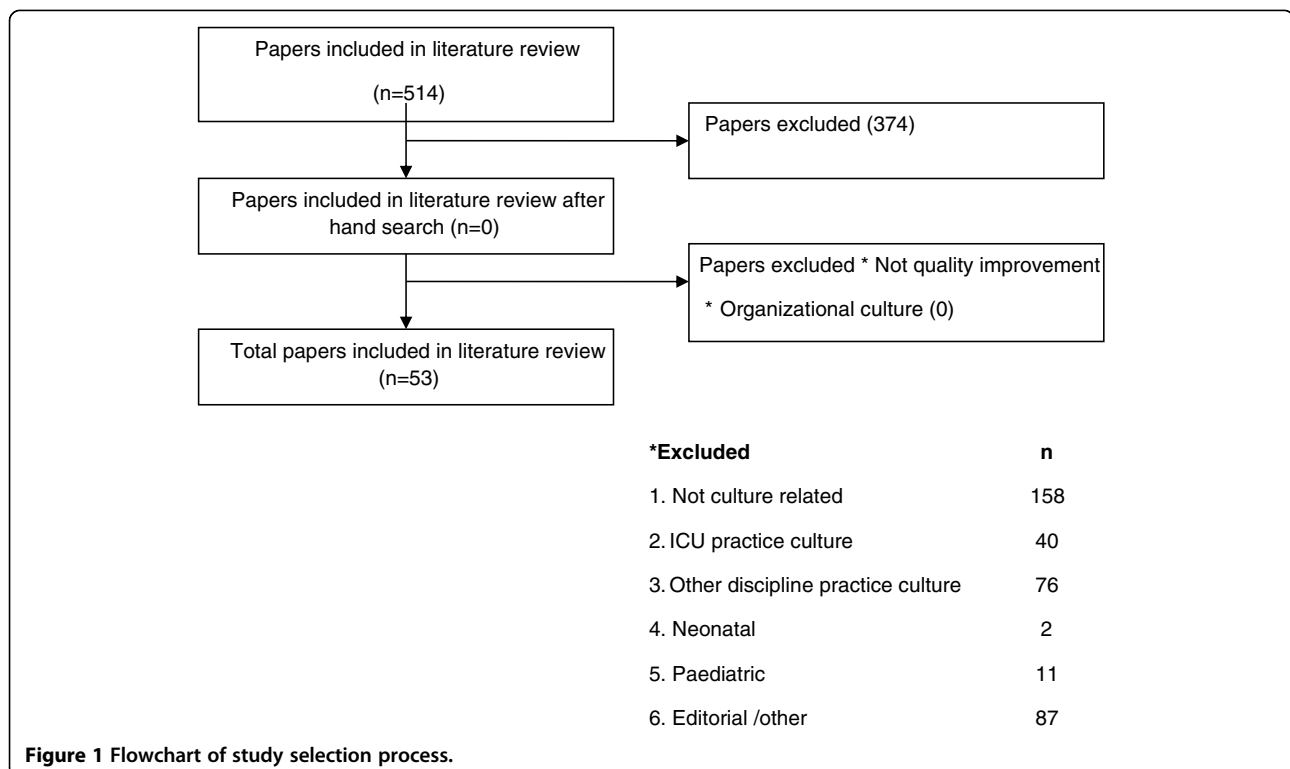 Papers included in literature review
(n=514)
Papers excluded (374)
Papers included in literature review after
hand search (n=0)
Papers excluded * Not quality improvement
* Organizational culture (0)
Total papers included in literature review
(n=53)
*Excluded n
1. Not culture related 158
2. ICU practice culture 40
3. Other discipline practice culture 76
4. Neonatal 2
5. Paediatric 11
6. Editorial /other 87
Figure 1 Flowchart of study selection process.